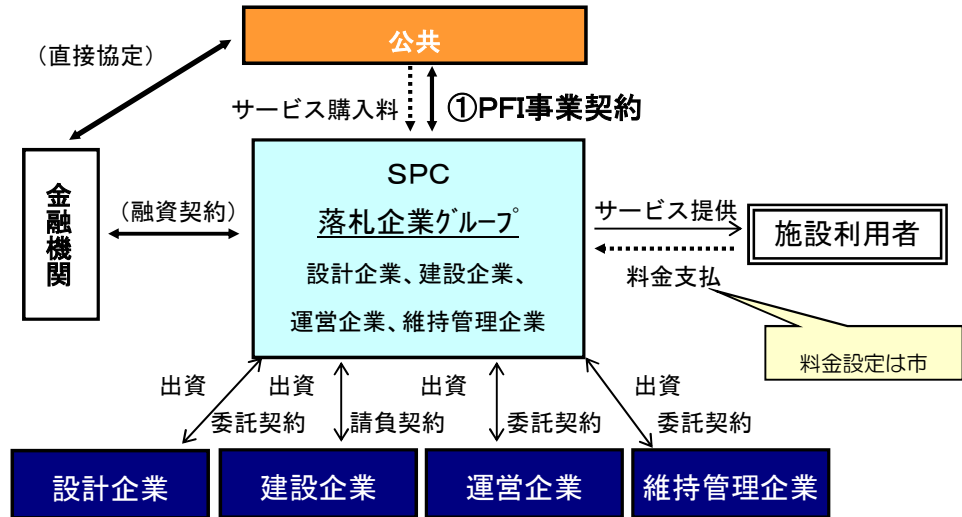 公共
(直接協定)
サービス購入料
①PFI事業契約
金融機関
(融資契約)
SPC
落札企業グループ
設計企業、建設企業、
運営企業、維持管理企業
サービス提供
料金支払
施設利用者
料金設定は市
出資
出資
出資
出資
委託契約
請負契約
委託契約
委託契約
設計企業
建設企業
運営企業
維持管理企業